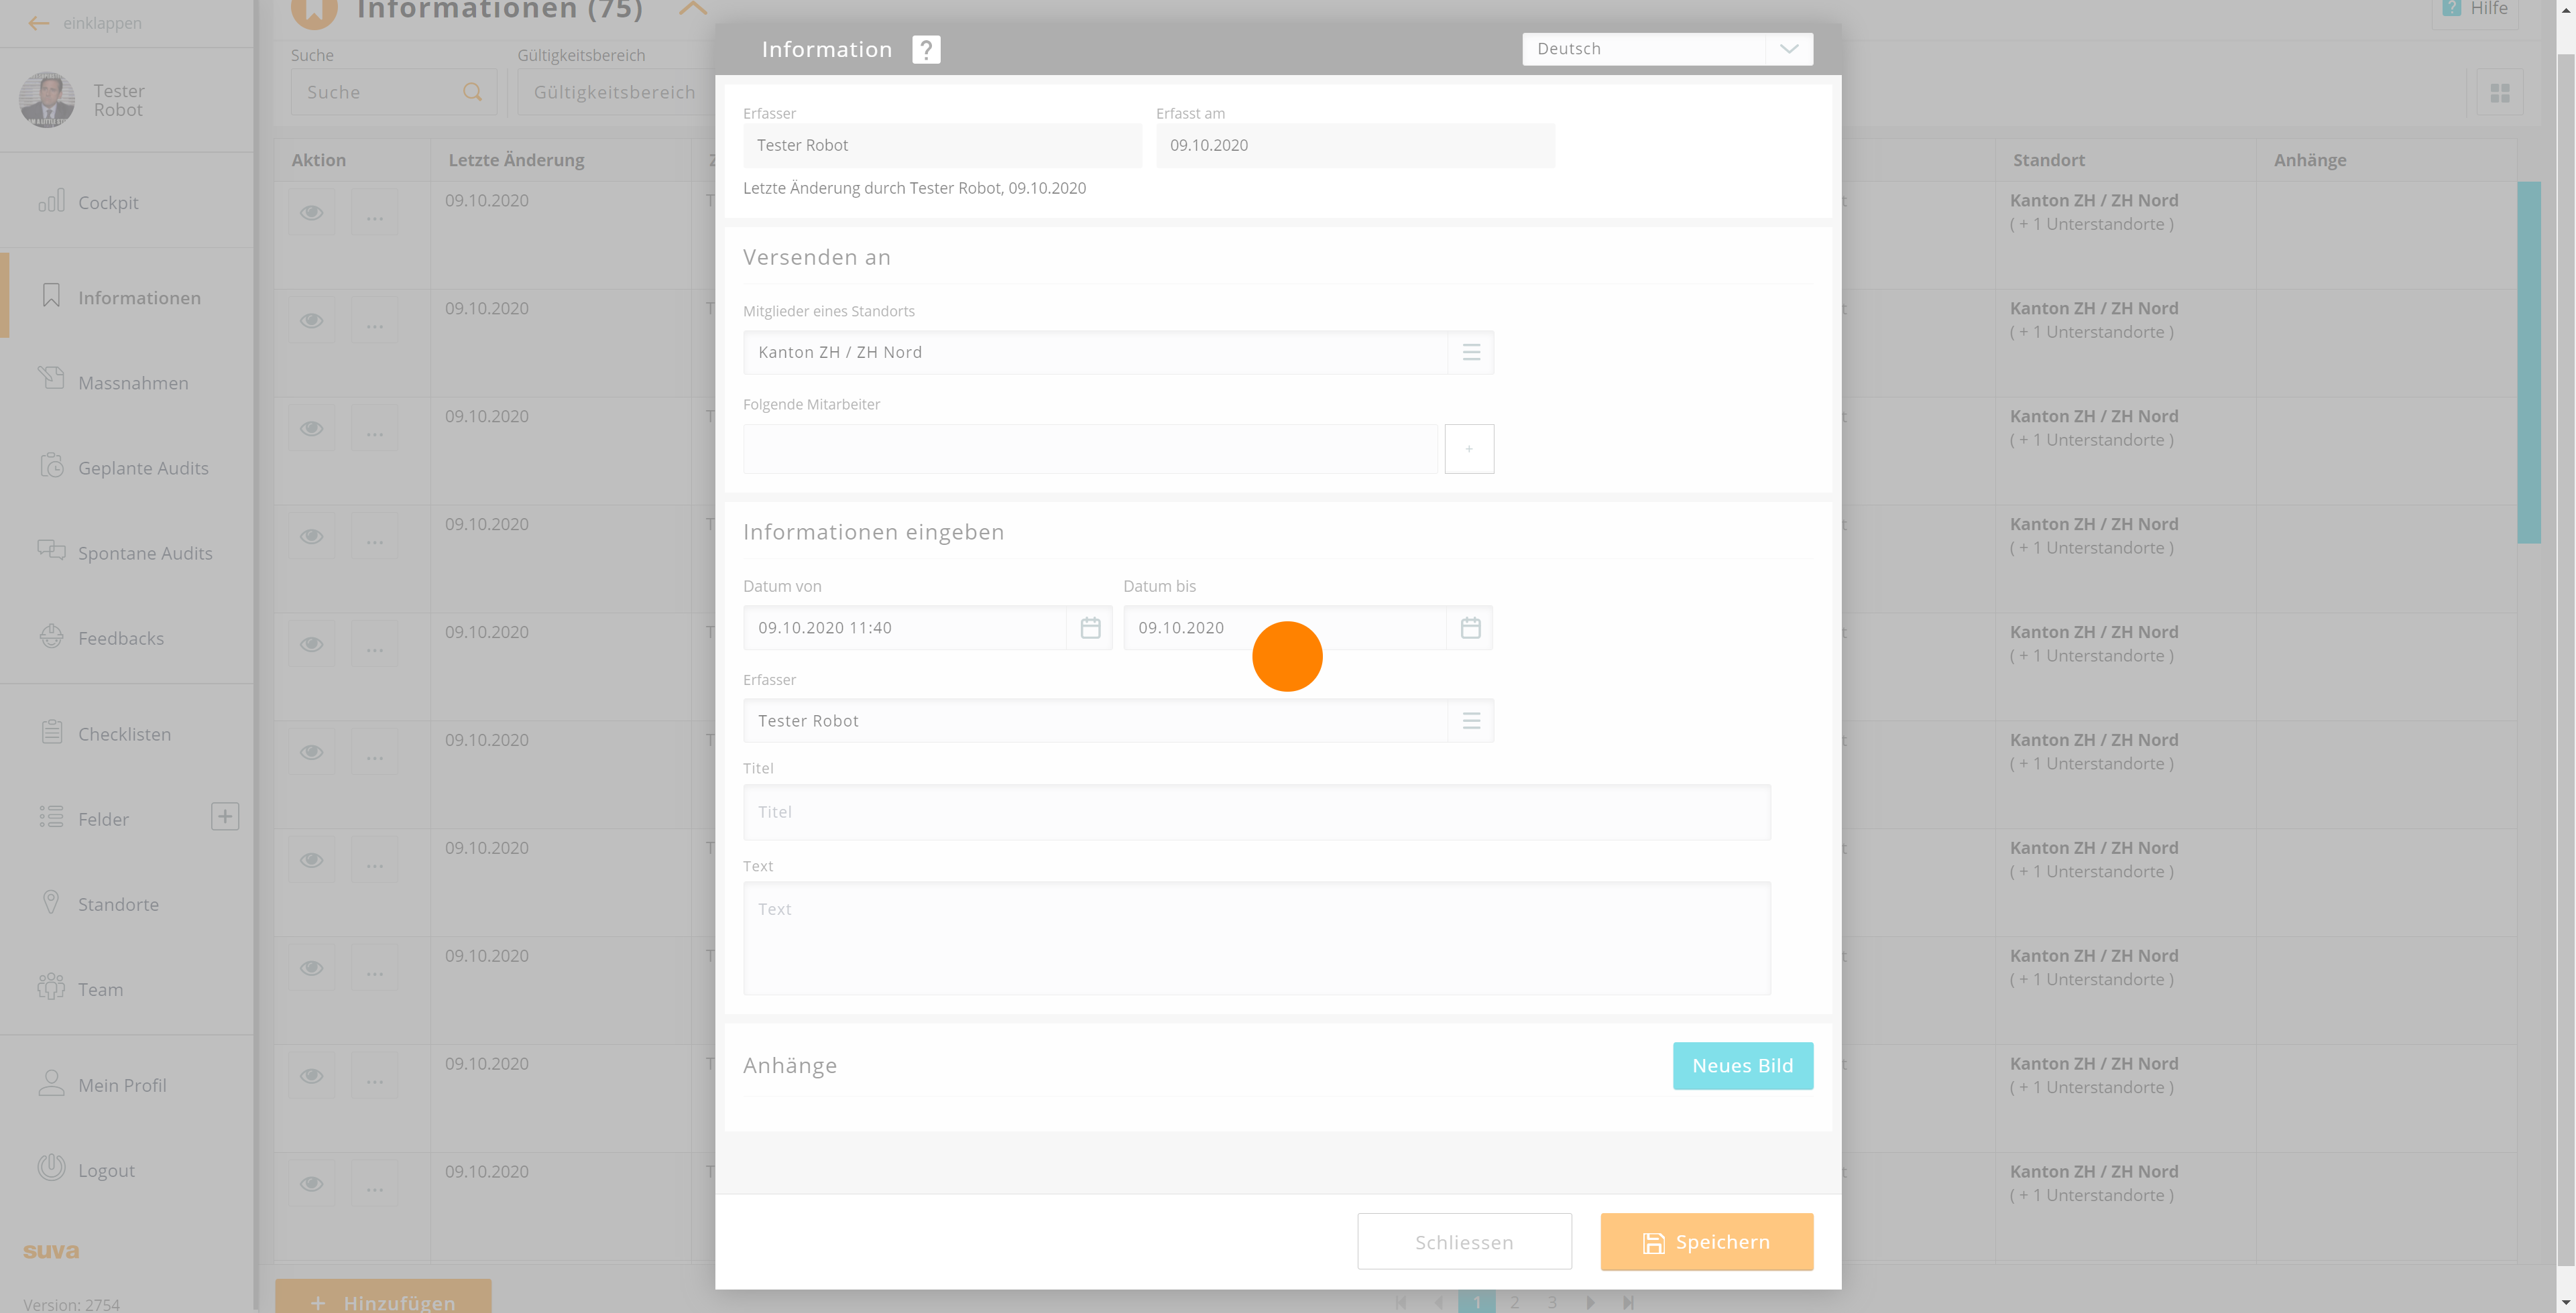 einklappen
Tester
Robot
Cockpit
Informationen
Massnahmen
Geplante Audits
Spontane Audits
Feedbacks
Checklisten
Felder
Standorte
Team
Mein Profil
Logout
suva
Version: 2754
Informationen (75)
Hilfe
Suche
Gültigkeitsbereich
Suche
Gültigkeitsbereich
Aktion
Letzte Änderung
Standort
Anhänge
09.10.2020
Kanton ZH / ZH Nord
( + 1 Unterstandorte )
09.10.2020
Kanton ZH / ZH Nord
( + 1 Unterstandorte )
09.10.2020
Kanton ZH / ZH Nord
( + 1 Unterstandorte )
09.10.2020
Kanton ZH / ZH Nord
( + 1 Unterstandorte )
09.10.2020
Kanton ZH / ZH Nord
( + 1 Unterstandorte )
09.10.2020
Kanton ZH / ZH Nord
( + 1 Unterstandorte )
09.10.2020
Kanton ZH / ZH Nord
( + 1 Unterstandorte )
09.10.2020
Kanton ZH / ZH Nord
( + 1 Unterstandorte )
09.10.2020
Kanton ZH / ZH Nord
( + 1 Unterstandorte )
09.10.2020
Kanton ZH / ZH Nord
( + 1 Unterstandorte )
+ Hinzufügen
1 2 3
Information ?
Deutsch
Erfasser
Erfasst am
Tester Robot
09.10.2020
Letzte Änderung durch Tester Robot, 09.10.2020
Versenden an
Mitglieder eines Standorts
Kanton ZH / ZH Nord
Folgende Mitarbeiter
+
Informationen eingeben
Datum von
Datum bis
09.10.2020 11:40
09.10.2020
Erfasser
Tester Robot
Titel
Titel
Text
Text
Anhänge
Neues Bild
Schliessen
Speichern